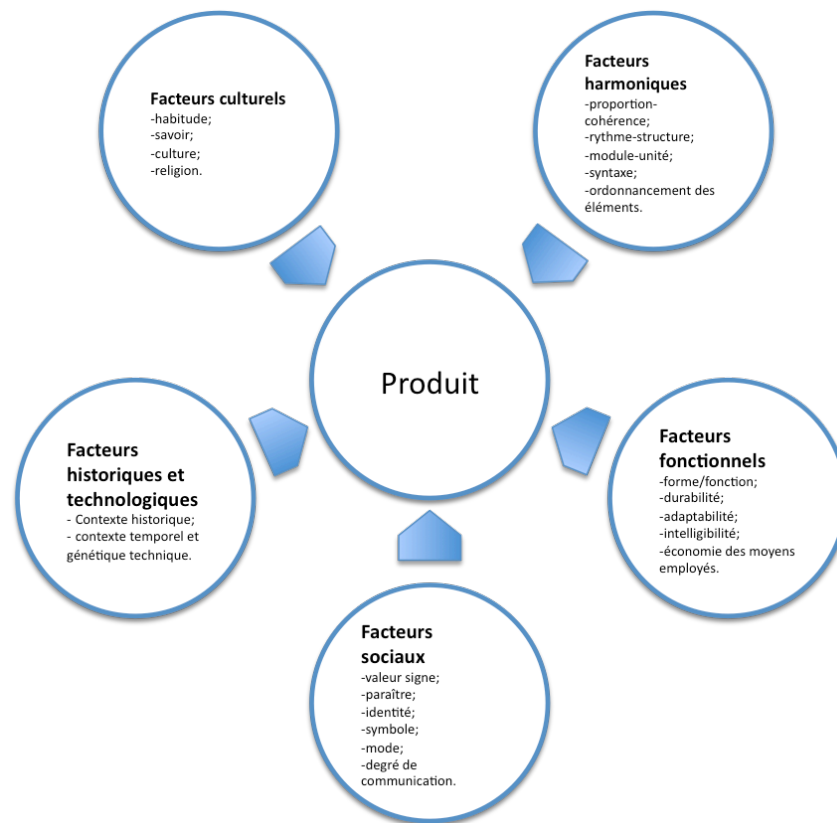 Facteurs culturels
-habitude;
-savoir;
-culture;
-religion.
Facteurs
harmoniques
-proportion-
cohérence;
-rythme-structure;
-module-unité;
-syntaxe;
-ordonnancement des
éléments.
Produit
Facteurs
historiques et
technologiques
- Contexte historique;
- contexte temporel et
génétique technique.
Facteurs
fonctionnels
-forme/fonction;
-durabilité;
-adaptabilité;
-intelligibilité;
-économie des moyens
employés.
Facteurs
sociaux
-valeur signe;
-paraître;
-identité;
-symbole;
-mode;
-degré de
communication.